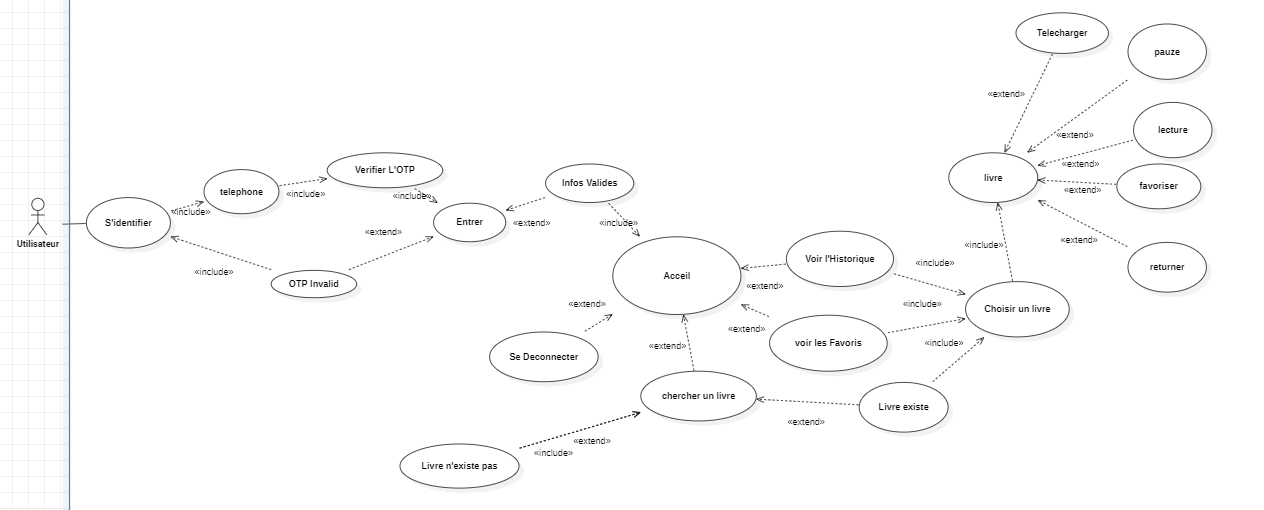 Telecharger
pauze
«extend»
lecture
«extend»
Verifier L'OTP
«extend»
livre
telephone
Infos Valides
favoriser
«include»
«include»
«extend»
«include»
S'identifier
Entrer
«extend»
«include»
Utilisateur
«extend»
«extend»
«include»
Voir l'Historique
«include»
«include»
returner
Acceil
OTP Invalid
«extend»
«extend»
«include»
Choisir un livre
«extend»
voir les Favoris
«include»
«extend»
Se Deconnecter
chercher un livre
Livre existe
«extend»
«extend»
«include»
Livre n'existe pas